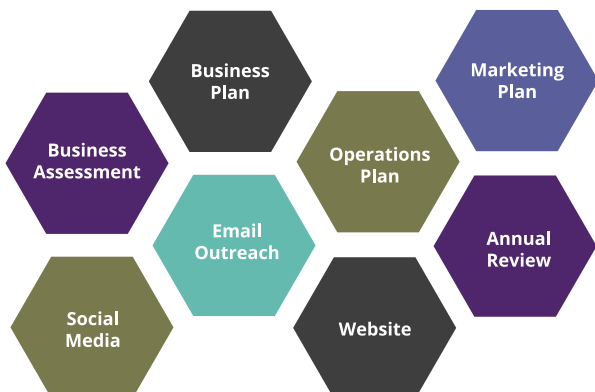 Business
Plan
Marketing
Plan
Business
Assessment
Operations
Plan
Email
Outreach
Annual
Review
Social
Media
Website